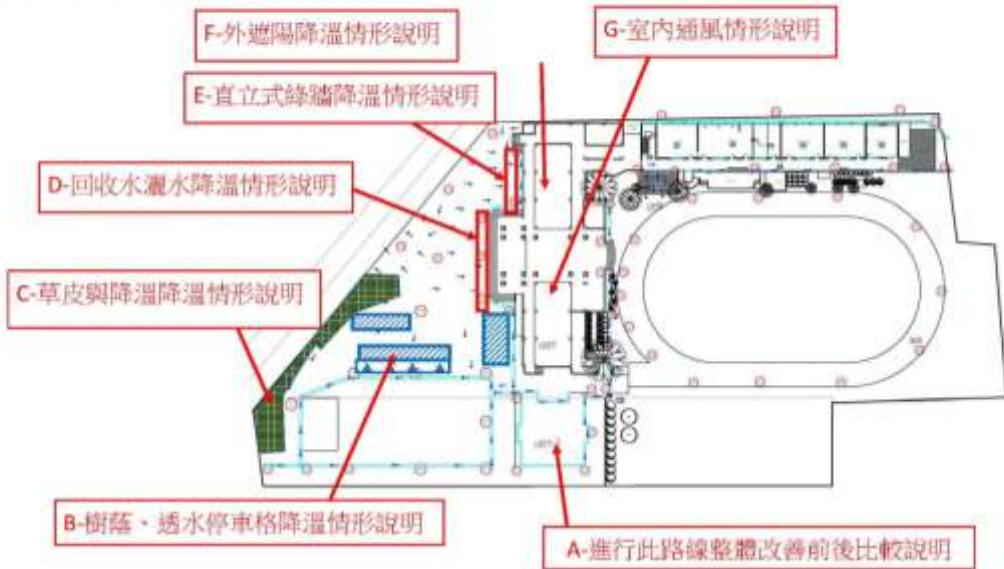 F-外遮陽降溫情形說明
G-室內通風情形說明
E-直立式綠牆降溫情形說明
D-回收水灑水降溫情形說明
C-草皮與降溫降溫情形說明
B-樹蔭、透水停車格降溫情形說明
A-進行此路線整體改善前後比較說明